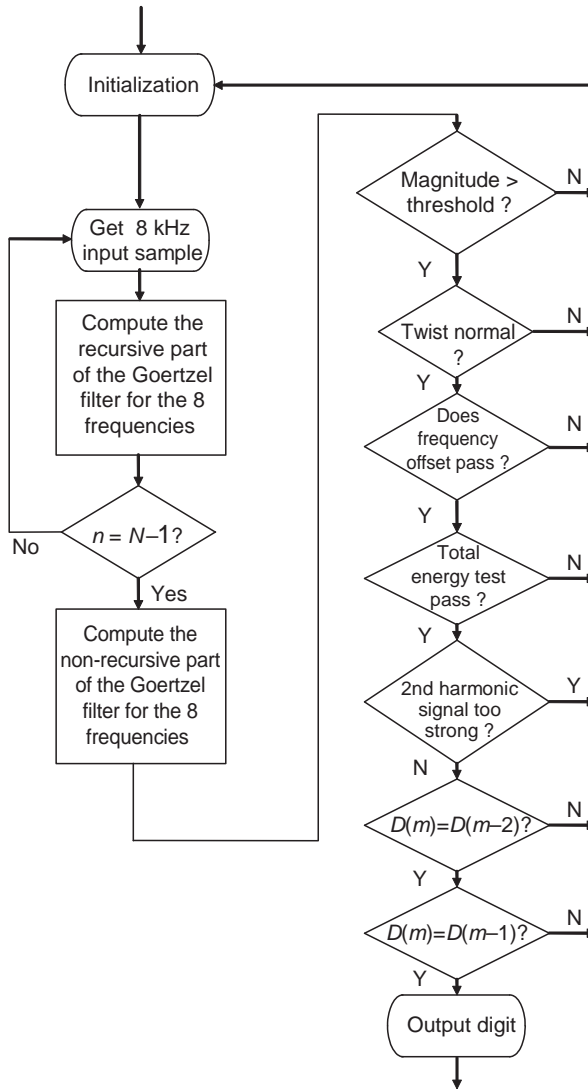 Initialization
Get 8 kHz
input sample
Compute the
recursive part
of the Goertzel
filter for the 8
frequencies
n = N–1?
No
Yes
Compute the
non-recursive part
of the Goertzel
filter for the 8
frequencies
Magnitude >
threshold ?
N
Y
Twist normal
?
N
Y
Does
frequency
offset pass ?
N
Y
Total
energy test
pass ?
N
Y
2nd harmonic
signal too
strong ?
Y
N
D(m)=D(m–2)?
N
Y
D(m)=D(m–1)?
N
Y
Output digit